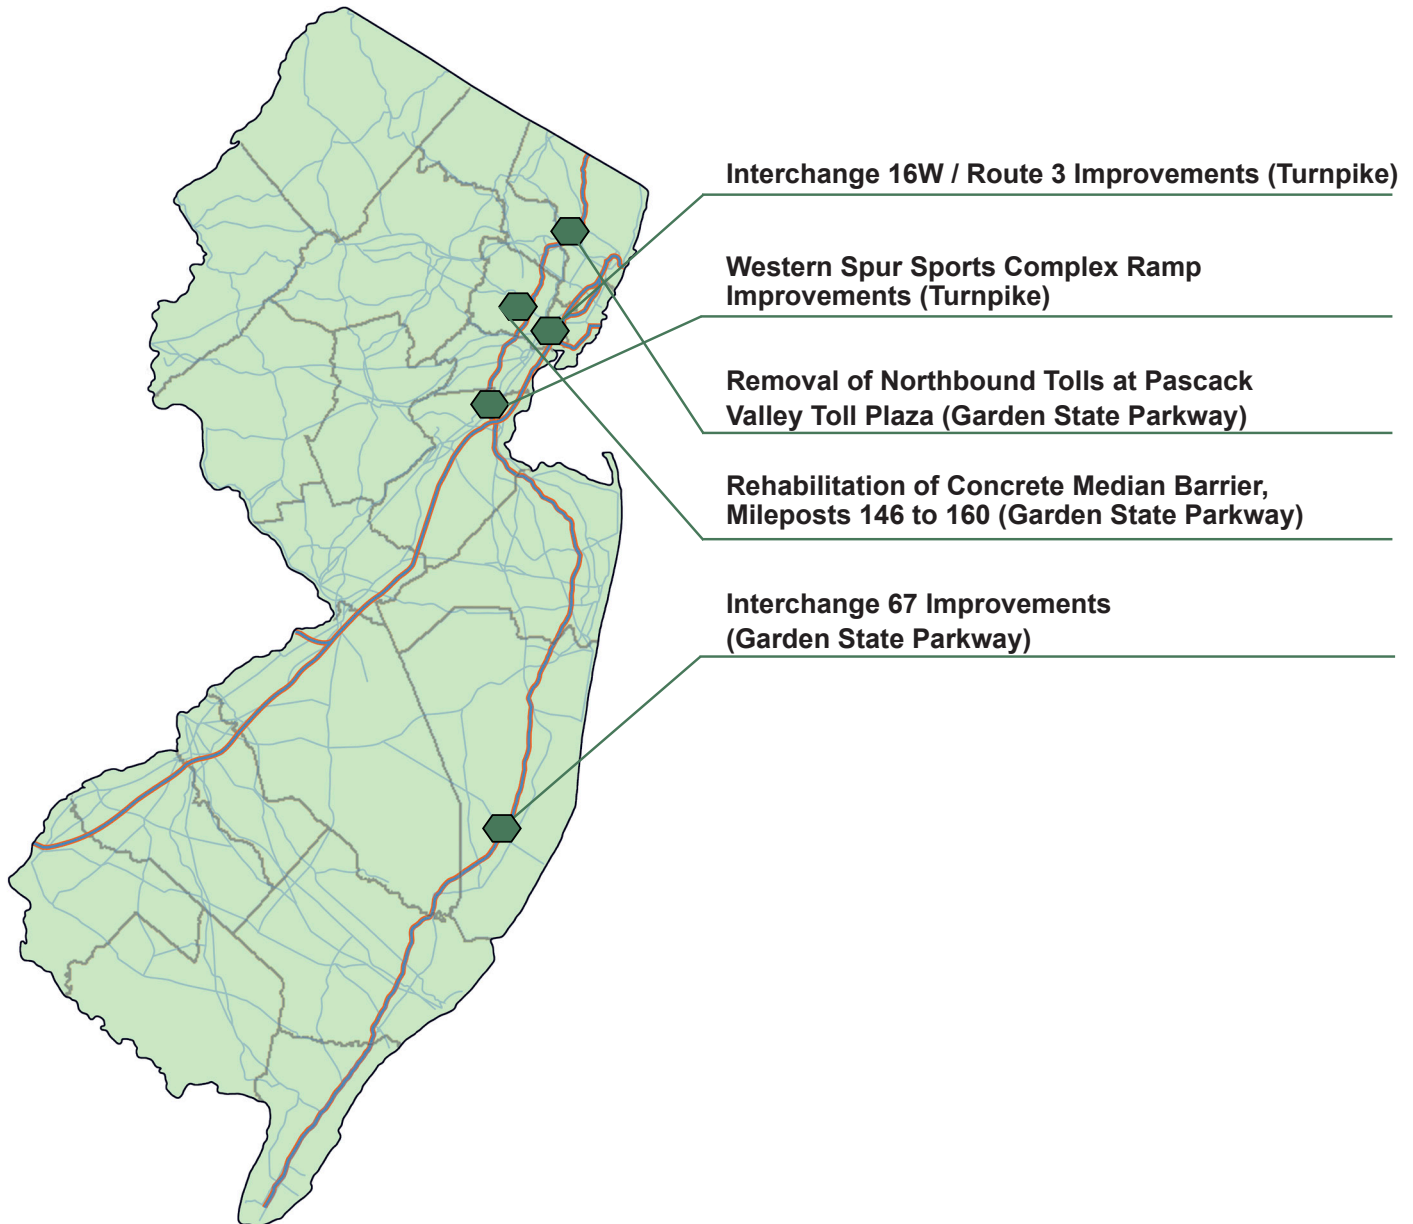 Interchange 16W / Route 3 Improvements (Turnpike)
Western Spur Sports Complex Ramp
Improvements (Turnpike)
Removal of Northbound Tolls at Pascack
Valley Toll Plaza (Garden State Parkway)
Rehabilitation of Concrete Median Barrier,
Mileposts 146 to 160 (Garden State Parkway)
Interchange 67 Improvements
(Garden State Parkway)